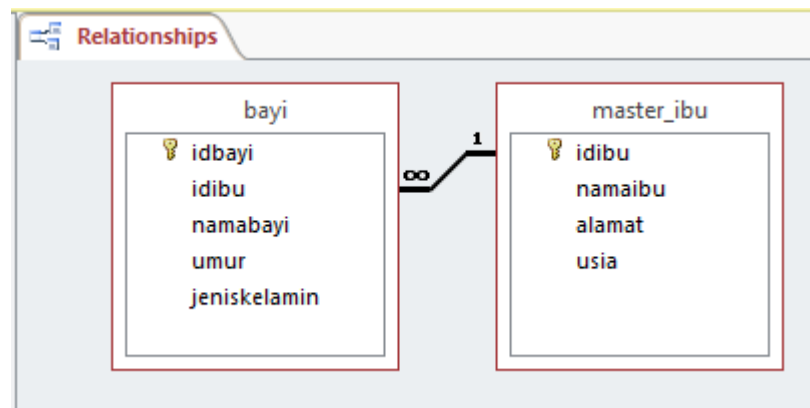 Relationships
bayi
idbayi
idibu
namabayi
umur
jeniskelamin
∞
1
master_ibu
idibu
namaibu
alamat
usia